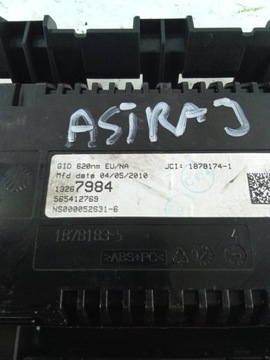 ASTRA J
GID 620nm EU/NA JCI: 1878174-1
Mfd date 04/05/2010
13267984
565412769
NS000052631-6
1878183-5
>ABS+PC<